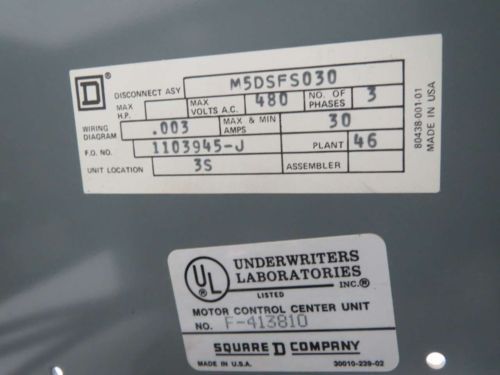 D ®
DISCONNECT ASY M5DSFS030
MAX H.P. MAX VOLTS A.C. 480 NO. OF PHASES 3
WIRING DIAGRAM .003 MAX & MIN AMPS 30
F.O. NO. 1103945-J PLANT 46
UNIT LOCATION 3S ASSEMBLER
80438-001-01
MADE IN USA
UL ® UNDERWRITERS
LABORATORIES INC.®
LISTED
MOTOR CONTROL CENTER UNIT
NO. F-413810
SQUARE D COMPANY
MADE IN U.S.A. 30010-239-02